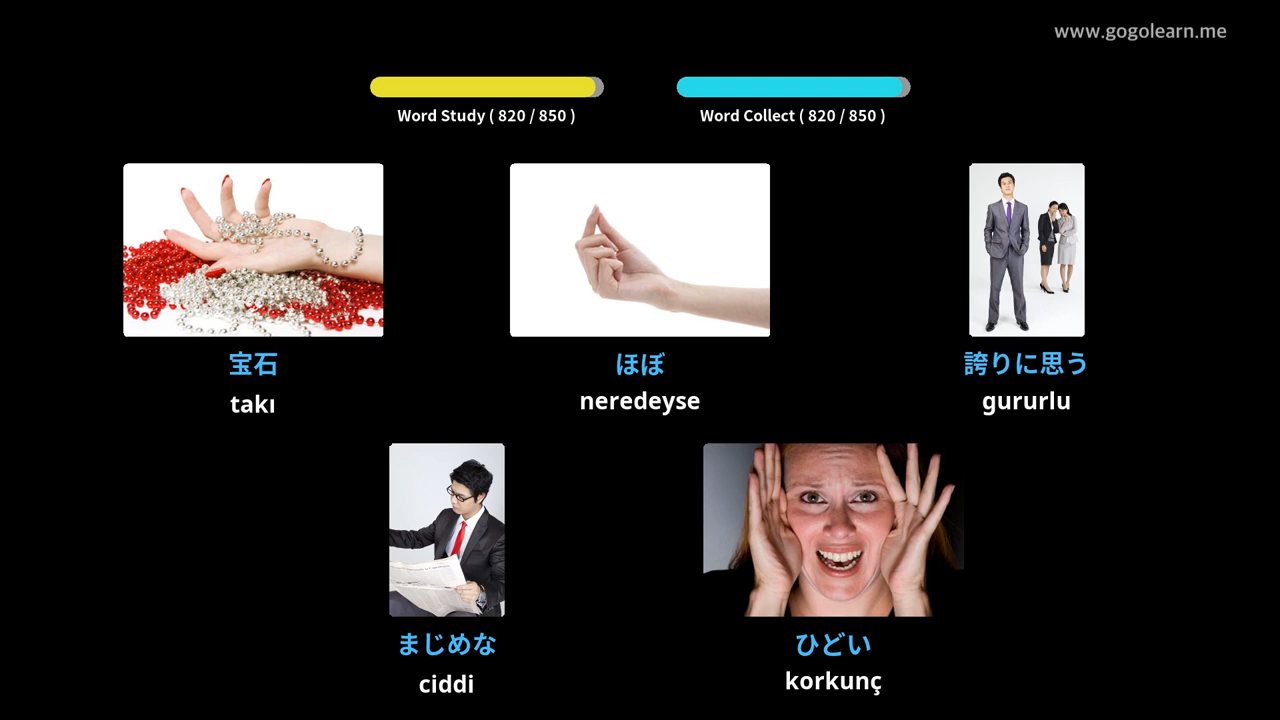 www.gogolearn.me
Word Study ( 820 / 850 )
Word Collect ( 820 / 850 )
宝石
takı
ほぼ
neredeyse
誇りに思う
gururlu
まじめな
ciddi
ひどい
korkunç